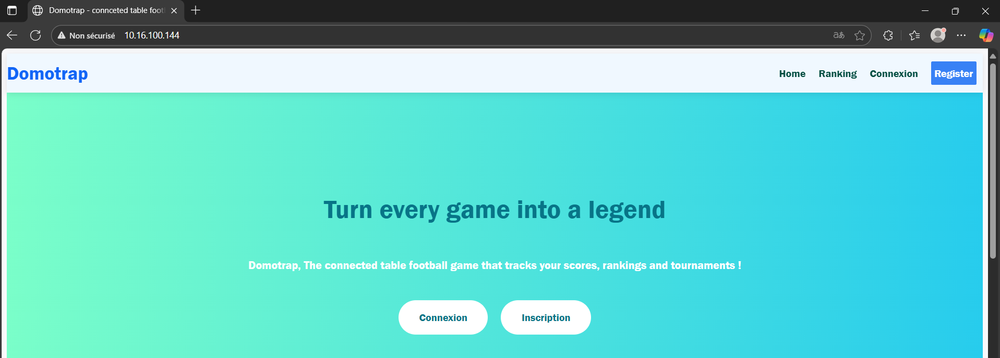 Domotrap - connceted table foot
Non sécurisé 10.16.100.144
Domotrap
Home Ranking Connexion Register
Turn every game into a legend
Domotrap, The connected table football game that tracks your scores, rankings and tournaments !
Connexion Inscription